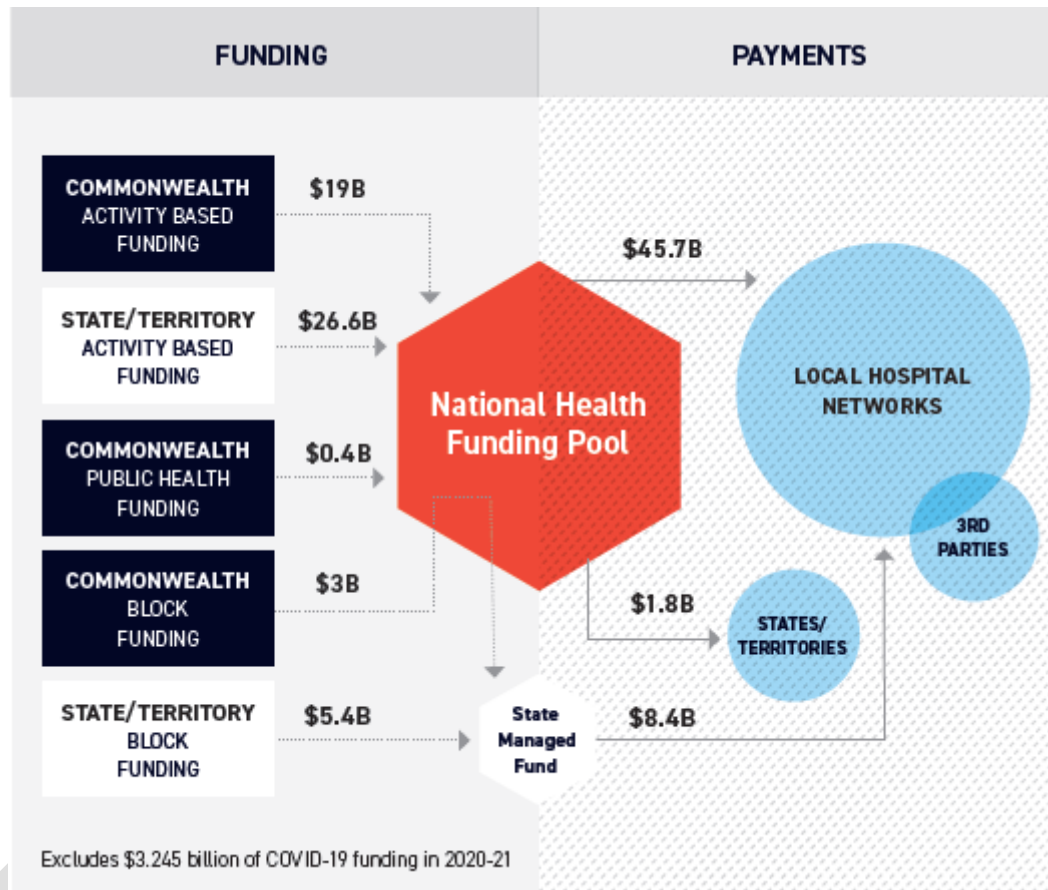 FUNDING
PAYMENTS
COMMONWEALTH
ACTIVITY BASED
FUNDING
$19B
STATE/TERRITORY
ACTIVITY BASED
FUNDING
$26.6B
COMMONWEALTH
PUBLIC HEALTH
FUNDING
$0.4B
COMMONWEALTH
BLOCK
FUNDING
$3B
STATE/TERRITORY
BLOCK
FUNDING
$5.4B
National Health
Funding Pool
State
Managed
Fund
$45.7B
LOCAL HOSPITAL
NETWORKS
3RD
PARTIES
$1.8B
STATES/
TERRITORIES
$8.4B
Excludes $3.245 billion of COVID-19 funding in 2020-21